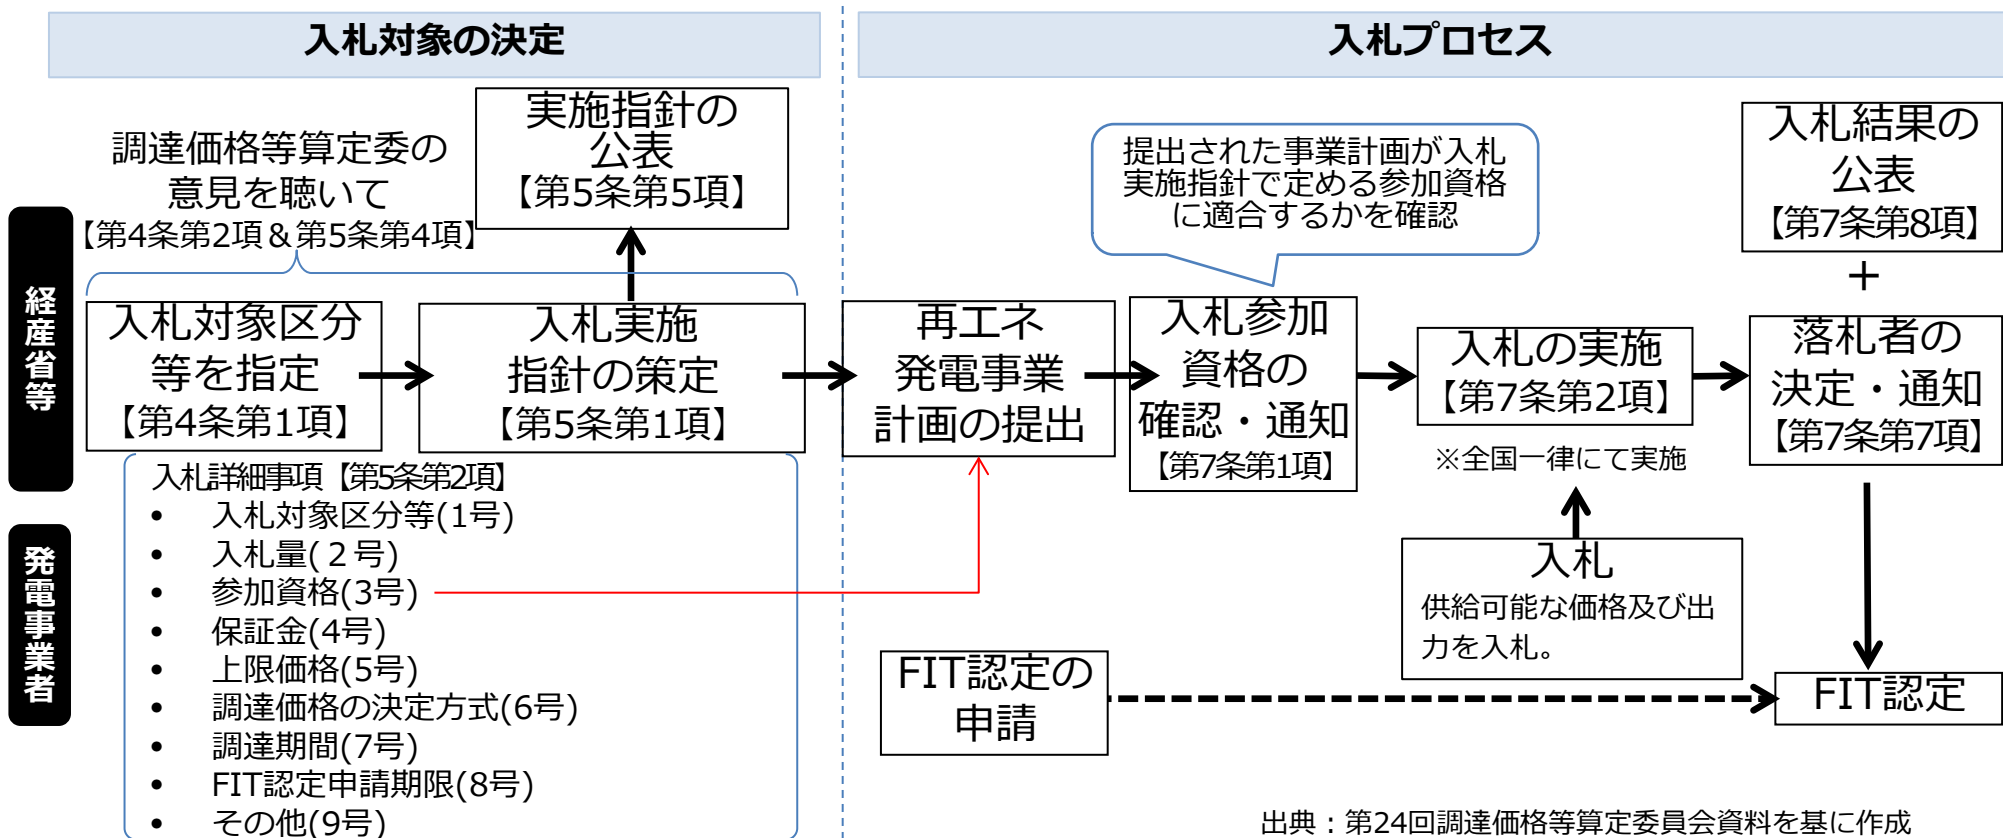 入札対象の決定
入札プロセス
調達価格等算定委の
意見を聴いて
【第4条第2項＆第5条第4項】
実施指針の
公表
【第5条第5項】
提出された事業計画が入札
実施指針で定める参加資格
に適合するかを確認
入札結果の
公表
【第7条第8項】
＋
経産省等
入札対象区分
等を指定
【第4条第1項】
入札実施
指針の策定
【第5条第1項】
再エネ
発電事業
計画の提出
入札参加
資格の
確認・通知
【第7条第1項】
入札の実施
【第7条第2項】
※全国一律にて実施
落札者の
決定・通知
【第7条第7項】
発電事業者
入札詳細事項【第5条第2項】
• 入札対象区分等(1号)
• 入札量(２号)
• 参加資格(3号)
• 保証金(4号)
• 上限価格(5号)
• 調達価格の決定方式(6号)
• 調達期間(7号)
• FIT認定申請期限(8号)
• その他(9号)
入札
供給可能な価格及び出
力を入札。
FIT認定の
申請
FIT認定
出典：第24回調達価格等算定委員会資料を基に作成